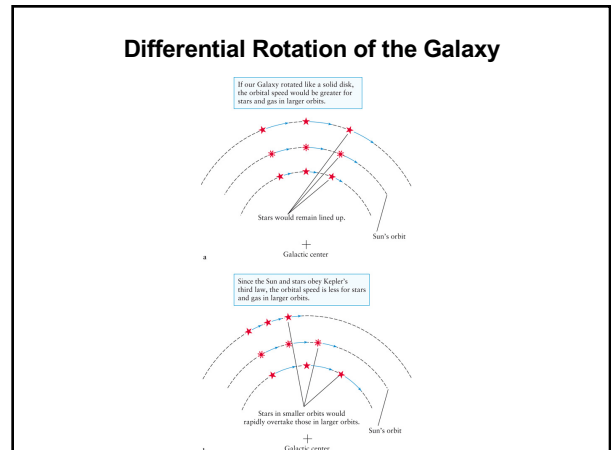 Differential Rotation of the Galaxy
If our Galaxy rotated like a solid disk,
the orbital speed would be greater for
stars and gas in larger orbits.
Stars would remain lined up.
Sun's orbit
Galactic center
a
Since the Sun and stars obey Kepler's
third law, the orbital speed is less for stars
and gas in larger orbits.
Stars in smaller orbits would
rapidly overtake those in larger orbits.
Sun's orbit
Galactic center